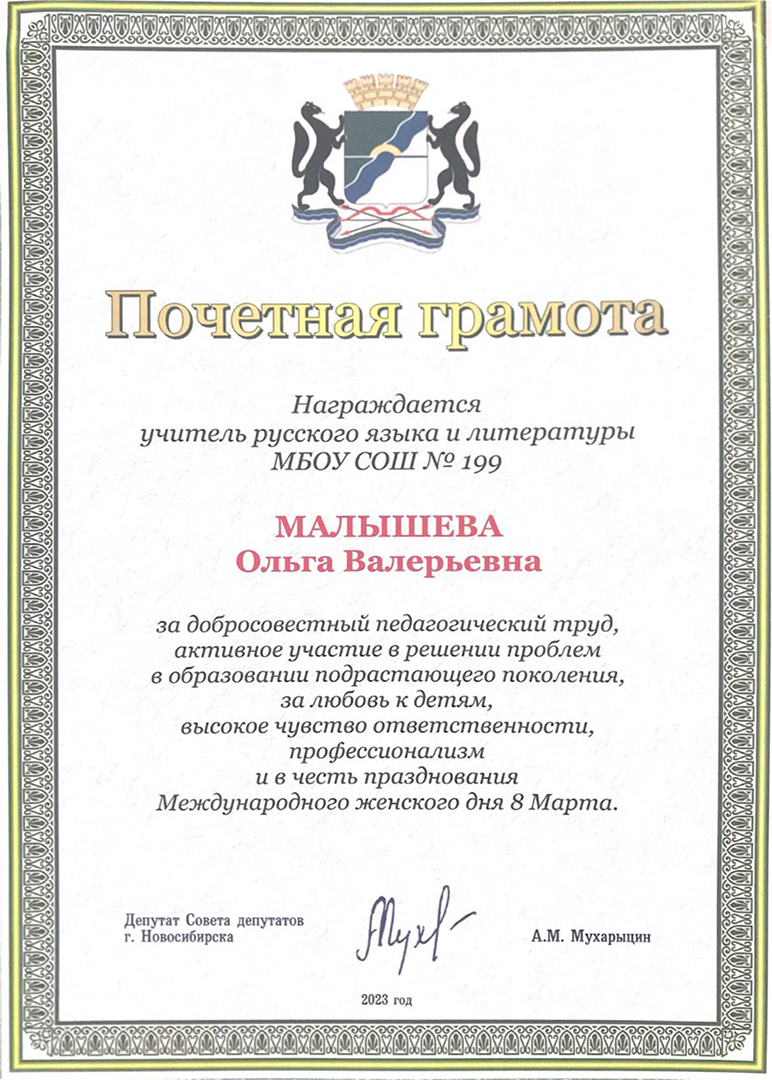 Почетная грамота
Награждается
учитель русского языка и литературы
МБОУ СОШ № 199
МАЛЫШЕВА
Ольга Валерьевна
за добросовестный педагогический труд,
активное участие в решении проблем
в образовании подрастающего поколения,
за любовь к детям,
высокое чувство ответственности,
профессионализм
и в честь празднования
Международного женского дня 8 Марта.
Депутат Совета депутатов
г. Новосибирска
А.М. Мухарыцин
2023 год